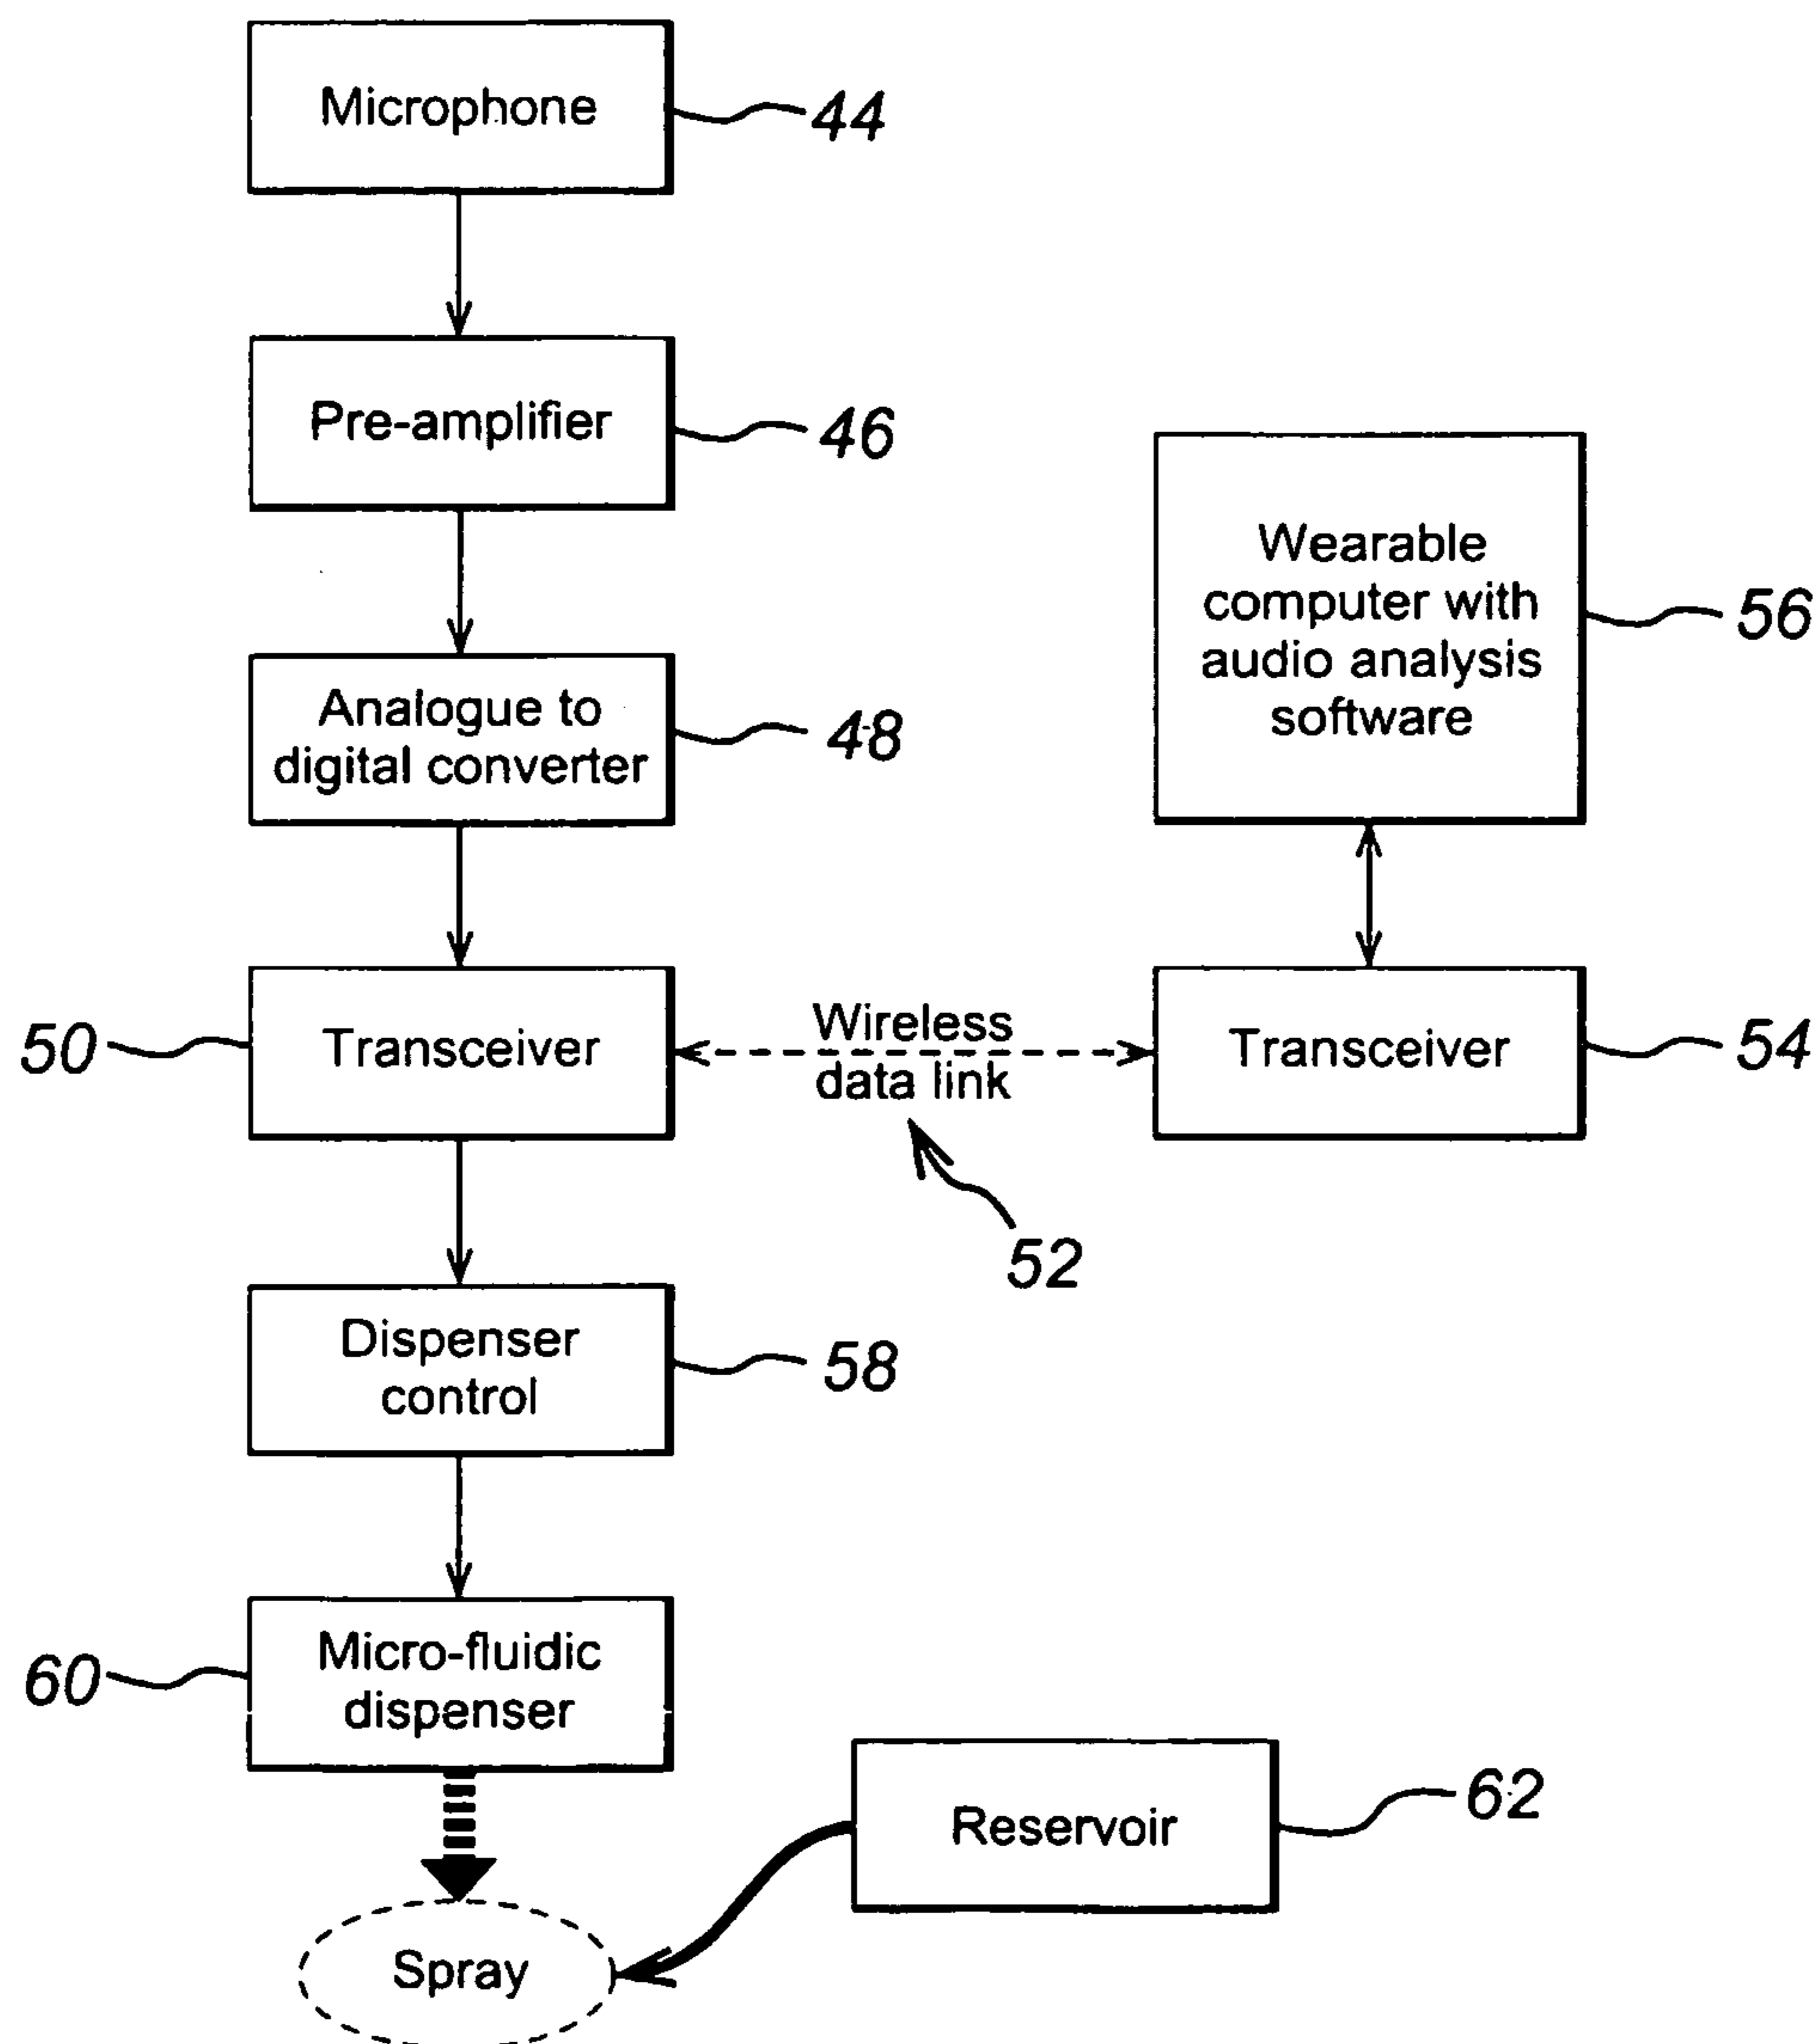 Microphone
44
Pre-amplifier
46
Analogue to
digital converter
48
Wearable
computer with
audio analysis
software
56
50
Transceiver
Wireless
data link
52
Transceiver
54
Dispenser
control
58
60
Micro-fluidic
dispenser
Reservoir
62
Spray